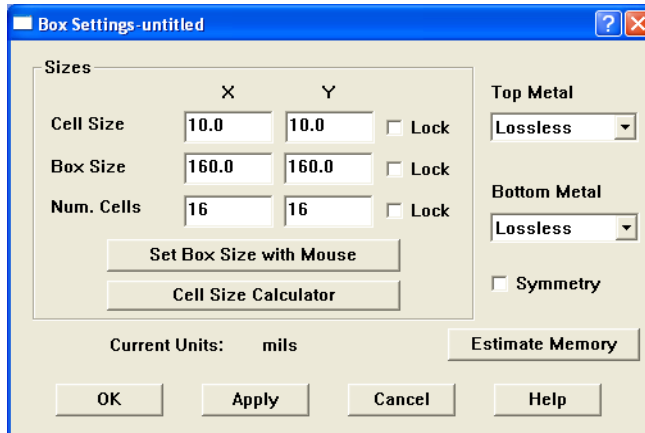 Box Settings-untitled
Sizes
X Y
Cell Size 10.0 10.0 Lock
Box Size 160.0 160.0 Lock
Num. Cells 16 16 Lock
Set Box Size with Mouse
Cell Size Calculator
Top Metal
Lossless
Bottom Metal
Lossless
Symmetry
Current Units: mils
Estimate Memory
OK Apply Cancel Help